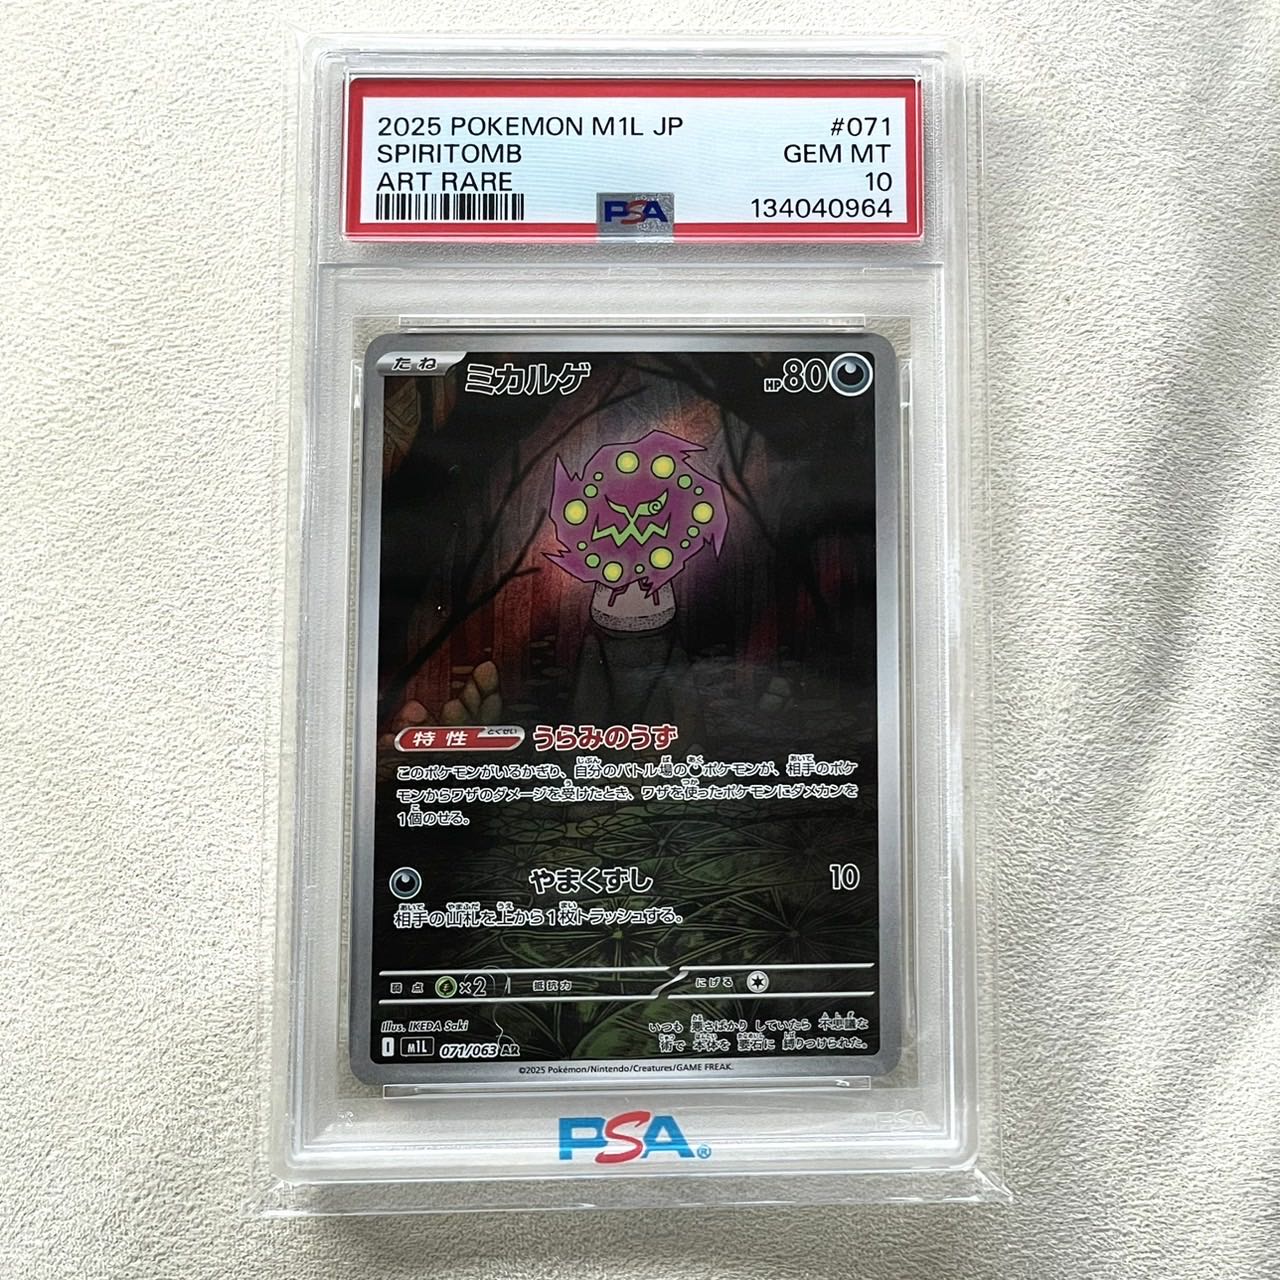 2025 POKEMON M1L JP #071
SPIRITOMB GEM MT
ART RARE 10
PSA 134040964
たね ミカルゲ HP80
特性 とくせい うらみのうず
このポケモンがいるかぎり、自分のバトル場のポケモンが、相手のポケ
モンからワザのダメージを受けたとき、ワザを使ったポケモンにダメカンを
1個のせる。
やまくずし 10
相手の山札を上から1枚トラッシュする。
弱点 ×2 抵抗力 にげる
Illus. IKEDA Saki
いつも 悪さばかり していたら 不思議な
術で 本体を 要石に 縛りつけられた。
I M1L 071/063 AR
©2025 Pokémon/Nintendo/Creatures/GAME FREAK.
PSA®